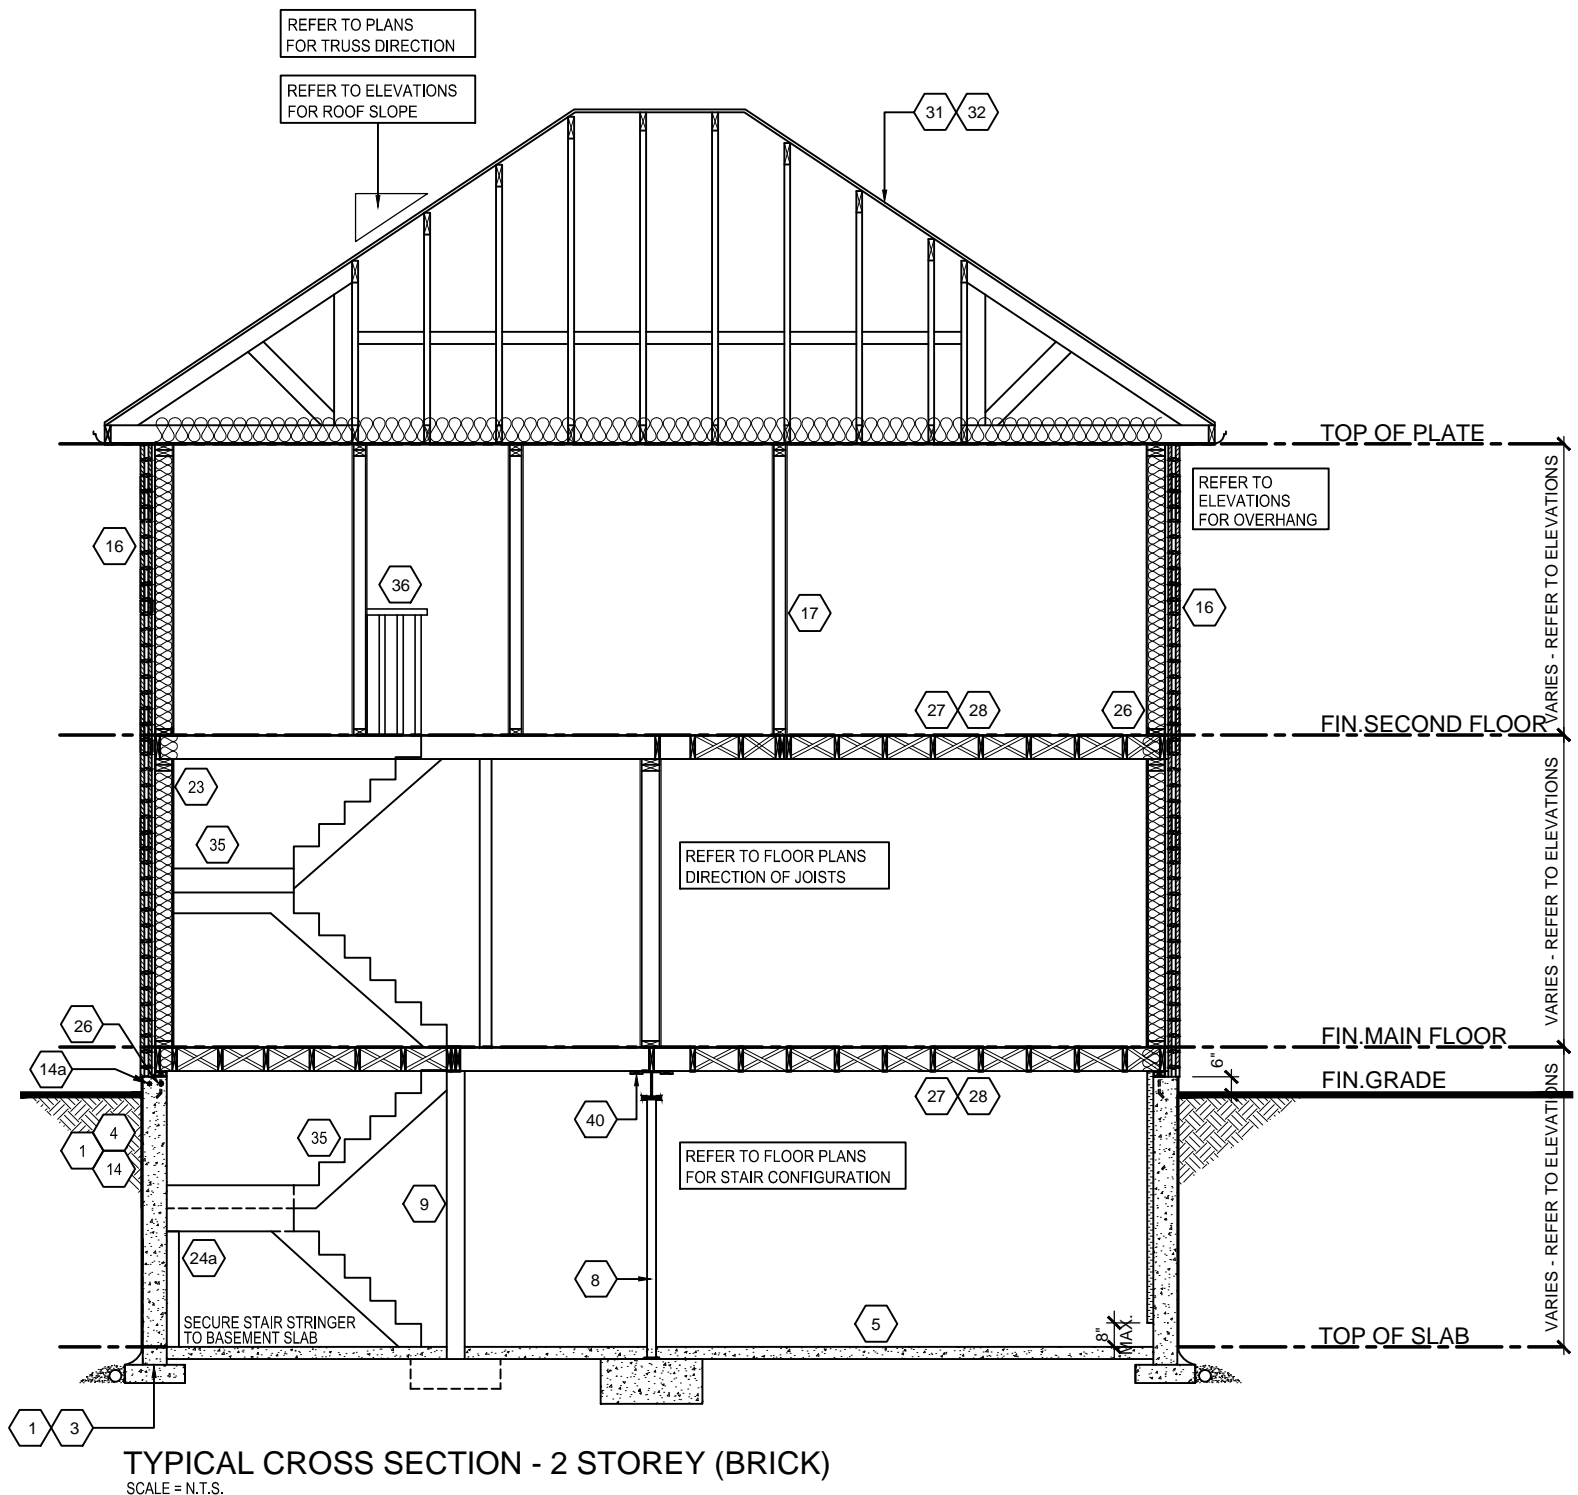 REFER TO PLANS
FOR TRUSS DIRECTION
REFER TO ELEVATIONS
FOR ROOF SLOPE
31
32
TOP OF PLATE
REFER TO
ELEVATIONS
FOR OVERHANG
VARIES - REFER TO ELEVATIONS
16
36
17
16
27
28
26
FIN.SECOND FLOOR
23
35
REFER TO FLOOR PLANS
DIRECTION OF JOISTS
VARIES - REFER TO ELEVATIONS
26
14a
FIN.MAIN FLOOR
6"
FIN.GRADE
27
28
40
4
1
14
35
REFER TO FLOOR PLANS
FOR STAIR CONFIGURATION
9
24a
8
VARIES - REFER TO ELEVATIONS
SECURE STAIR STRINGER
TO BASEMENT SLAB
5
8"
MAX.
TOP OF SLAB
1
3
TYPICAL CROSS SECTION - 2 STOREY (BRICK)
SCALE = N.T.S.